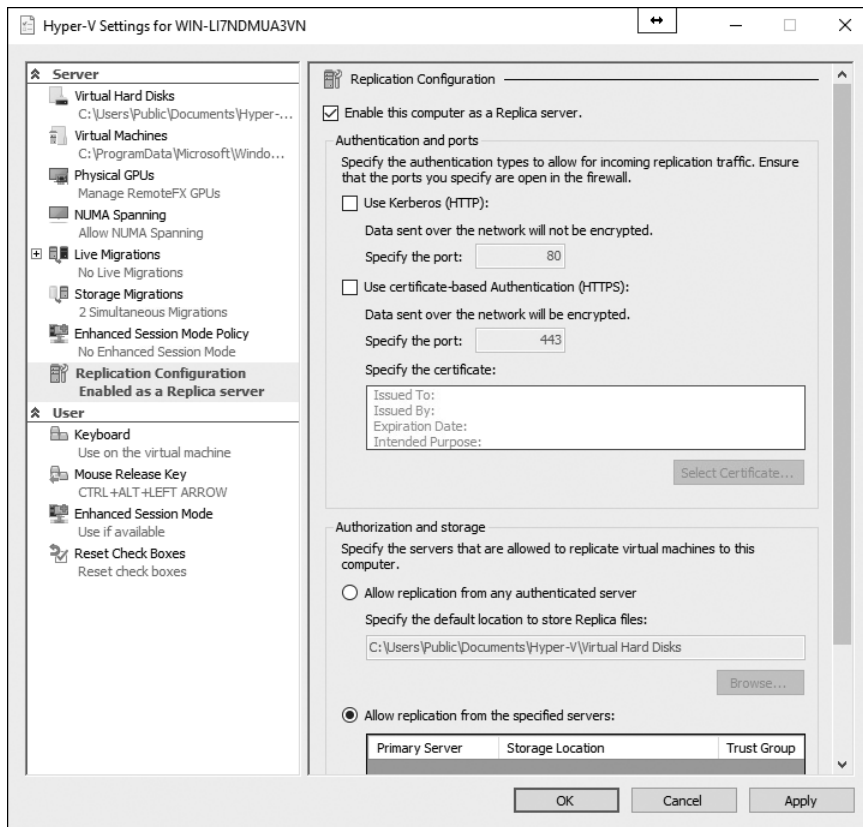 Hyper-V Settings for WIN-LI7NDMUA3VN
Server
Virtual Hard Disks
C:\Users\Public\Documents\Hyper-...
Virtual Machines
C:\ProgramData\Microsoft\Windo...
Physical GPUs
Manage RemoteFX GPUs
NUMA Spanning
Allow NUMA Spanning
Live Migrations
No Live Migrations
Storage Migrations
2 Simultaneous Migrations
Enhanced Session Mode Policy
No Enhanced Session Mode
Replication Configuration
Enabled as a Replica server
User
Keyboard
Use on the virtual machine
Mouse Release Key
CTRL+ALT+LEFT ARROW
Enhanced Session Mode
Use if available
Reset Check Boxes
Reset check boxes
Replication Configuration
Enable this computer as a Replica server.
Authentication and ports
Specify the authentication types to allow for incoming replication traffic. Ensure
that the ports you specify are open in the firewall.
Use Kerberos (HTTP):
Data sent over the network will not be encrypted.
Specify the port: 80
Use certificate-based Authentication (HTTPS):
Data sent over the network will be encrypted.
Specify the port: 443
Specify the certificate:
Issued To:
Issued By:
Expiration Date:
Intended Purpose:
Select Certificate...
Authorization and storage
Specify the servers that are allowed to replicate virtual machines to this
computer.
Allow replication from any authenticated server
Specify the default location to store Replica files:
C:\Users\Public\Documents\Hyper-V\Virtual Hard Disks
Browse...
Allow replication from the specified servers:
Primary Server Storage Location Trust Group
OK Cancel Apply